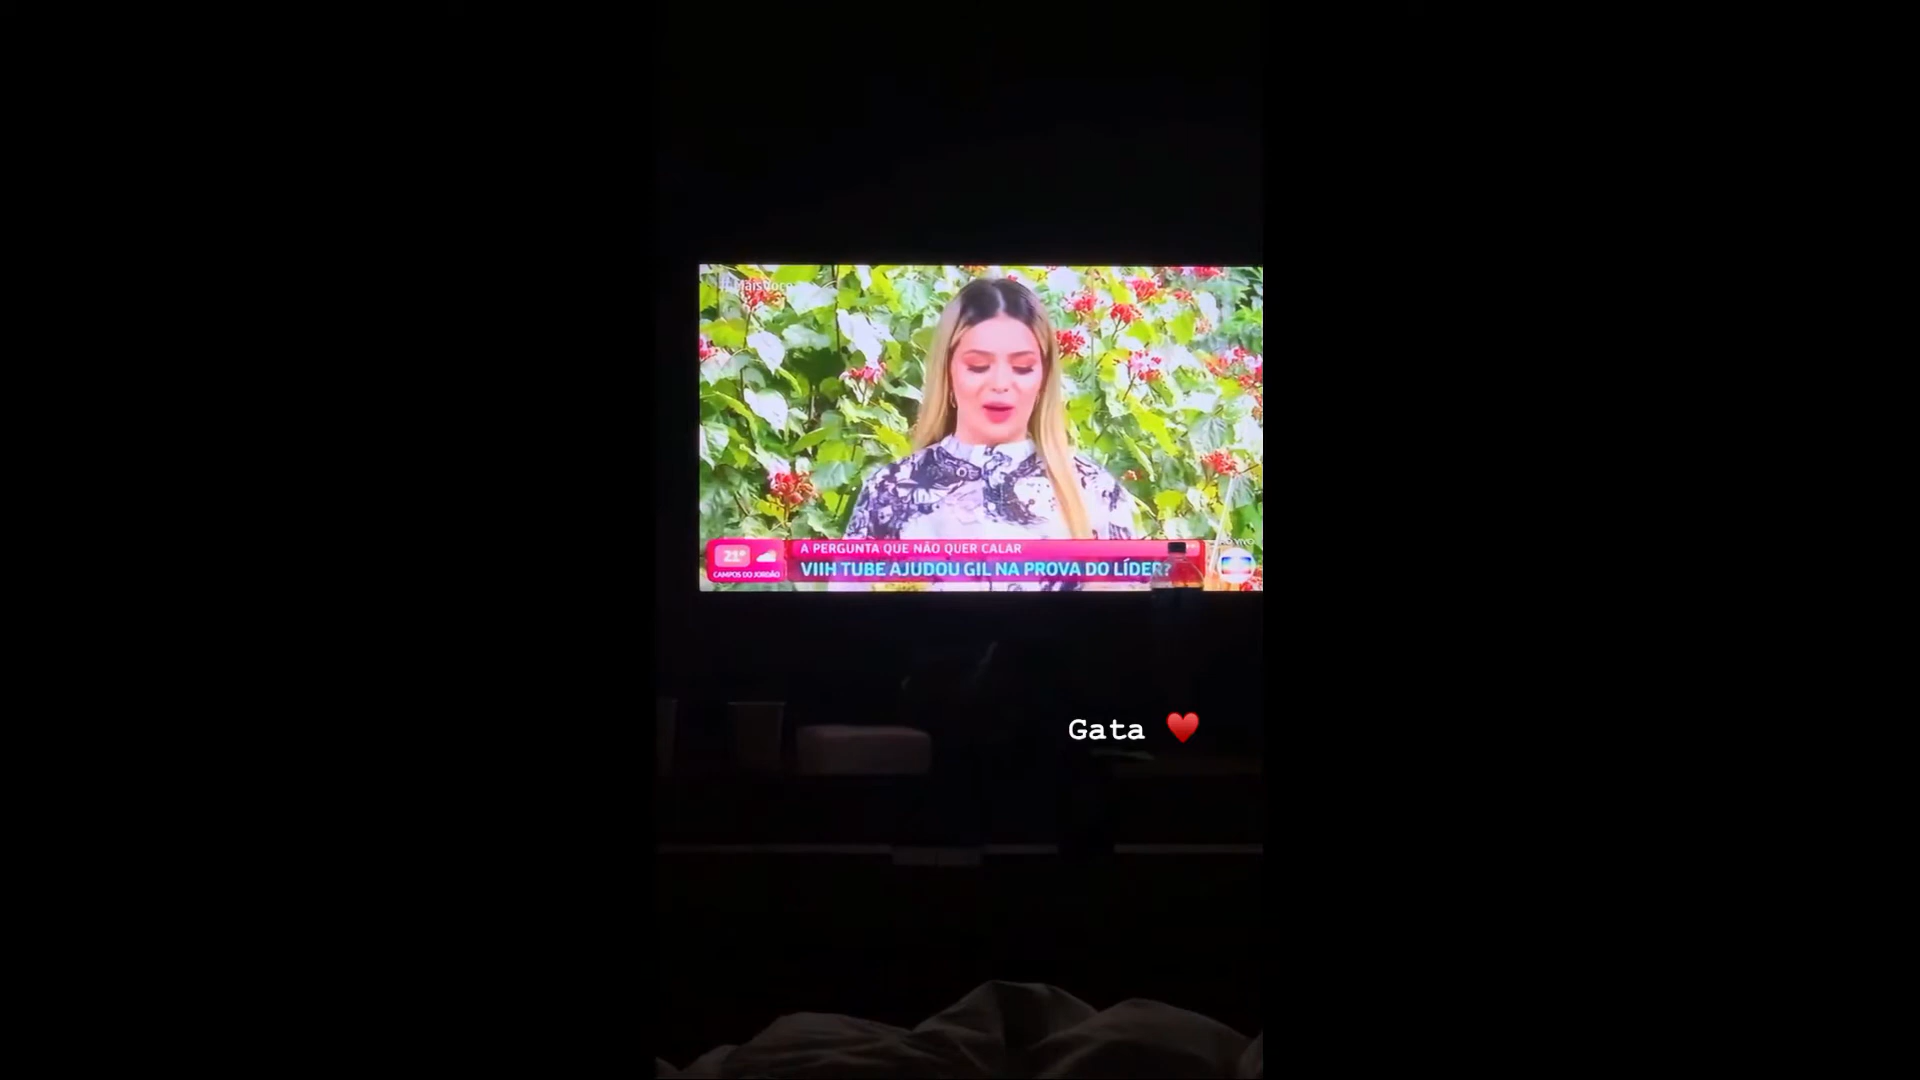 #MaisVocê
21°
CAMPOS DO JORDÃO
A PERGUNTA QUE NÃO QUER CALAR
VIIH TUBE AJUDOU GIL NA PROVA DO LÍDER?
VIVO
Gata ♥